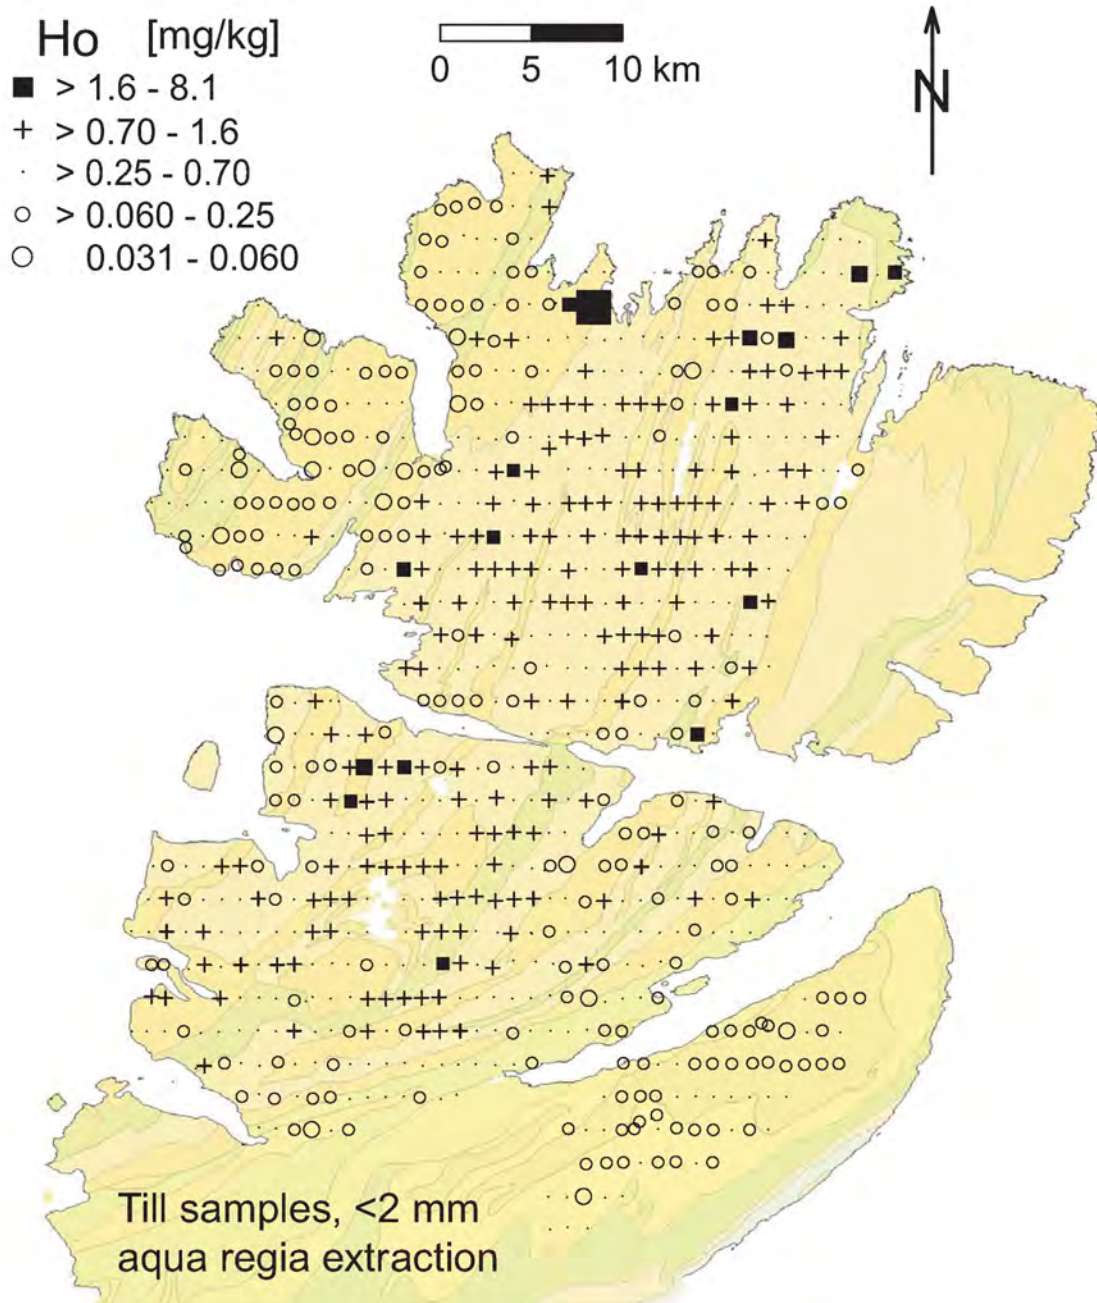 Ho [mg/kg]
■ > 1.6 - 8.1
+ > 0.70 - 1.6
· > 0.25 - 0.70
○ > 0.060 - 0.25
○ 0.031 - 0.060
0 5 10 km
N
Till samples, <2 mm
aqua regia extraction